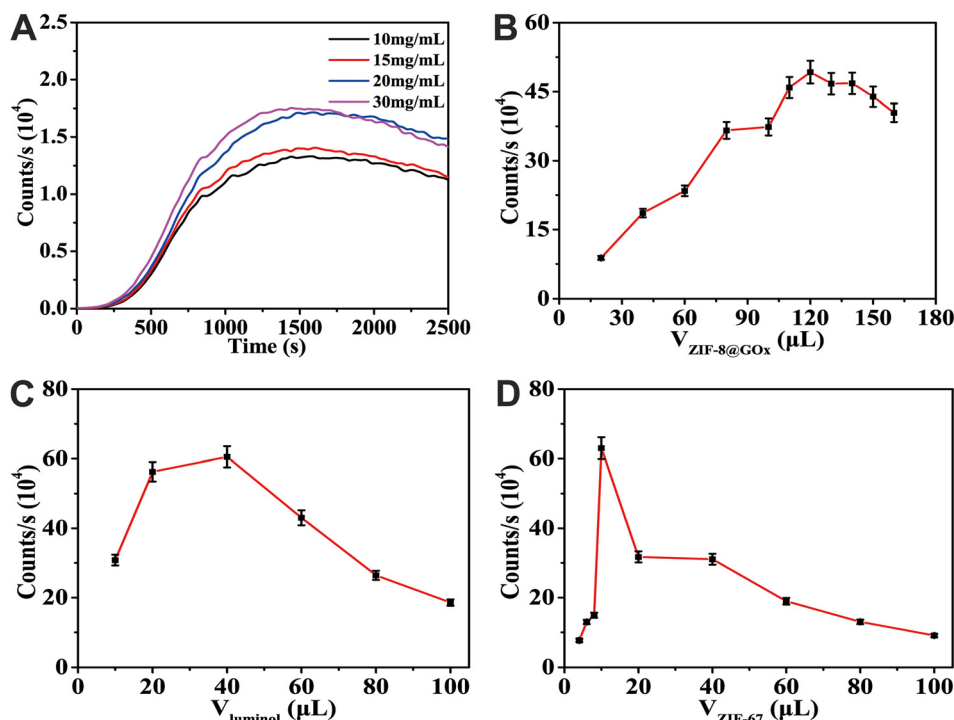 A
2.5
2.0
1.5
1.0
0.5
0.0
Counts/s (10⁴)
10mg/mL
15mg/mL
20mg/mL
30mg/mL
0 500 1000 1500 2000 2500
Time (s)
B
60
45
30
15
0
Counts/s (10⁴)
0 30 60 90 120 150 180
V ZIF-8@GOx (μL)
C
80
60
40
20
0
Counts/s (10⁴)
0 20 40 60 80 100
V luminol (μL)
D
80
60
40
20
0
Counts/s (10⁴)
0 20 40 60 80 100
V ZIF-67 (μL)